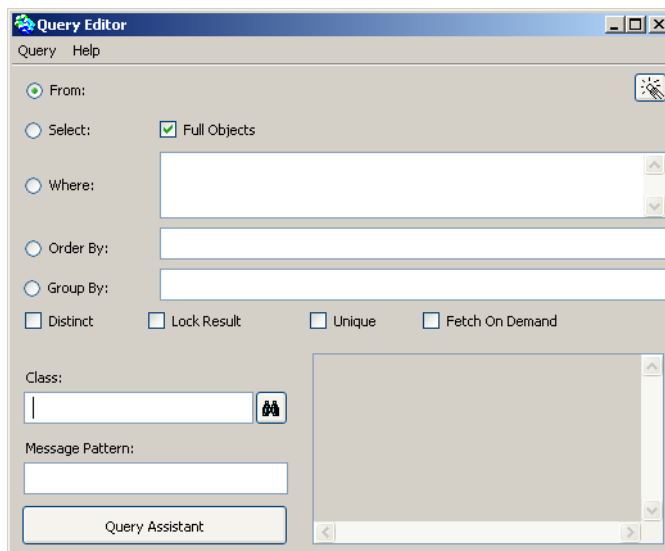 Query Editor
Query Help
From:
Select: Full Objects
Where:
Order By:
Group By:
Distinct Lock Result Unique Fetch On Demand
Class:
Message Pattern:
Query Assistant